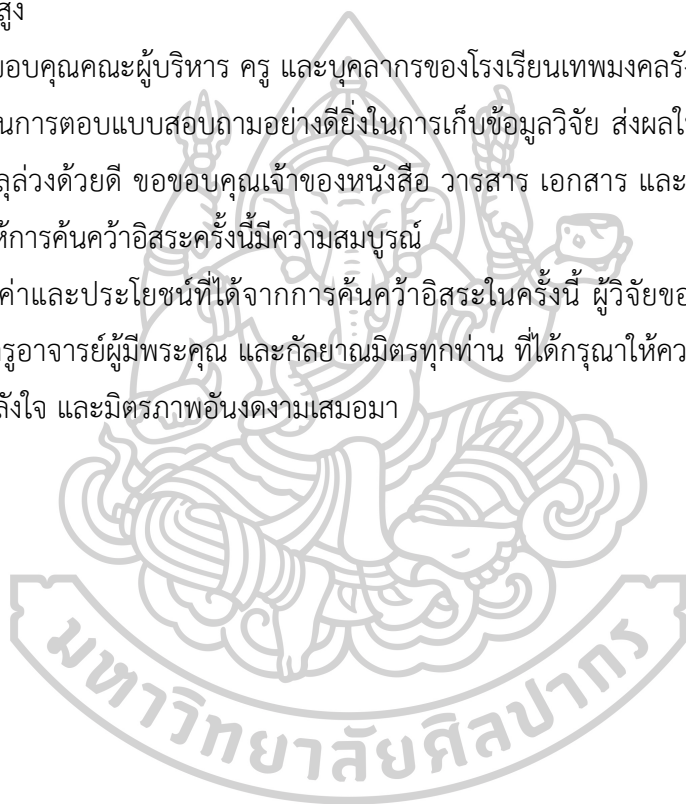 สูง
ขอบคุณคณะผู้บริหาร ครู และบุคลากรของโรงเรียนเทพมงคลรั
นการตอบแบบสอบถามอย่างดียิ่งในการเก็บข้อมูลวิจัย ส่งผลให
ลุล่วงด้วยดี ขอขอบคุณเจ้าของหนังสือ วารสาร เอกสาร และ
ห้การค้นคว้าอิสระครั้งนี้มีความสมบูรณ์
ค่าและประโยชน์ที่ได้จากการค้นคว้าอิสระในครั้งนี้ ผู้วิจัยขอ
รูอาจารย์ผู้มีพระคุณ และกัลยาณมิตรทุกท่าน ที่ได้กรุณาให้คว
ลังใจ และมิตรภาพอันงดงามเสมอมา
มหาวิทยาลัยศิลปากร